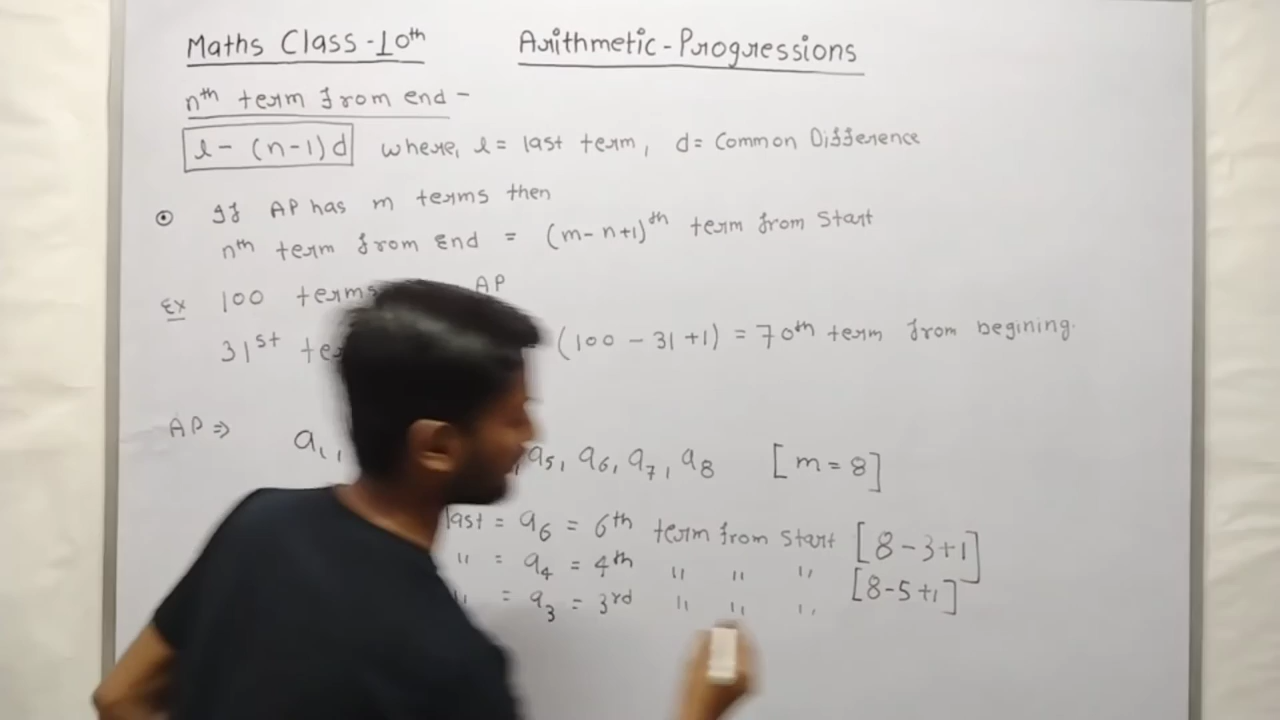 Maths Class-10th
Arithmetic-Progressions
nth term from end -
l - (n-1)d where, l = last term, d = Common Difference
If AP has m terms then
nth term from End = (m-n+1)th term from Start
Ex 100 terms AP
31st (100 - 31 +1) = 70th term from begining.
AP ⇒ a1, a5, a6, a7, a8 [m = 8]
last = a6 = 6th term from start [8-3+1]
" = a4 = 4th " " " [8-5+1]
" = a3 = 3rd " " "